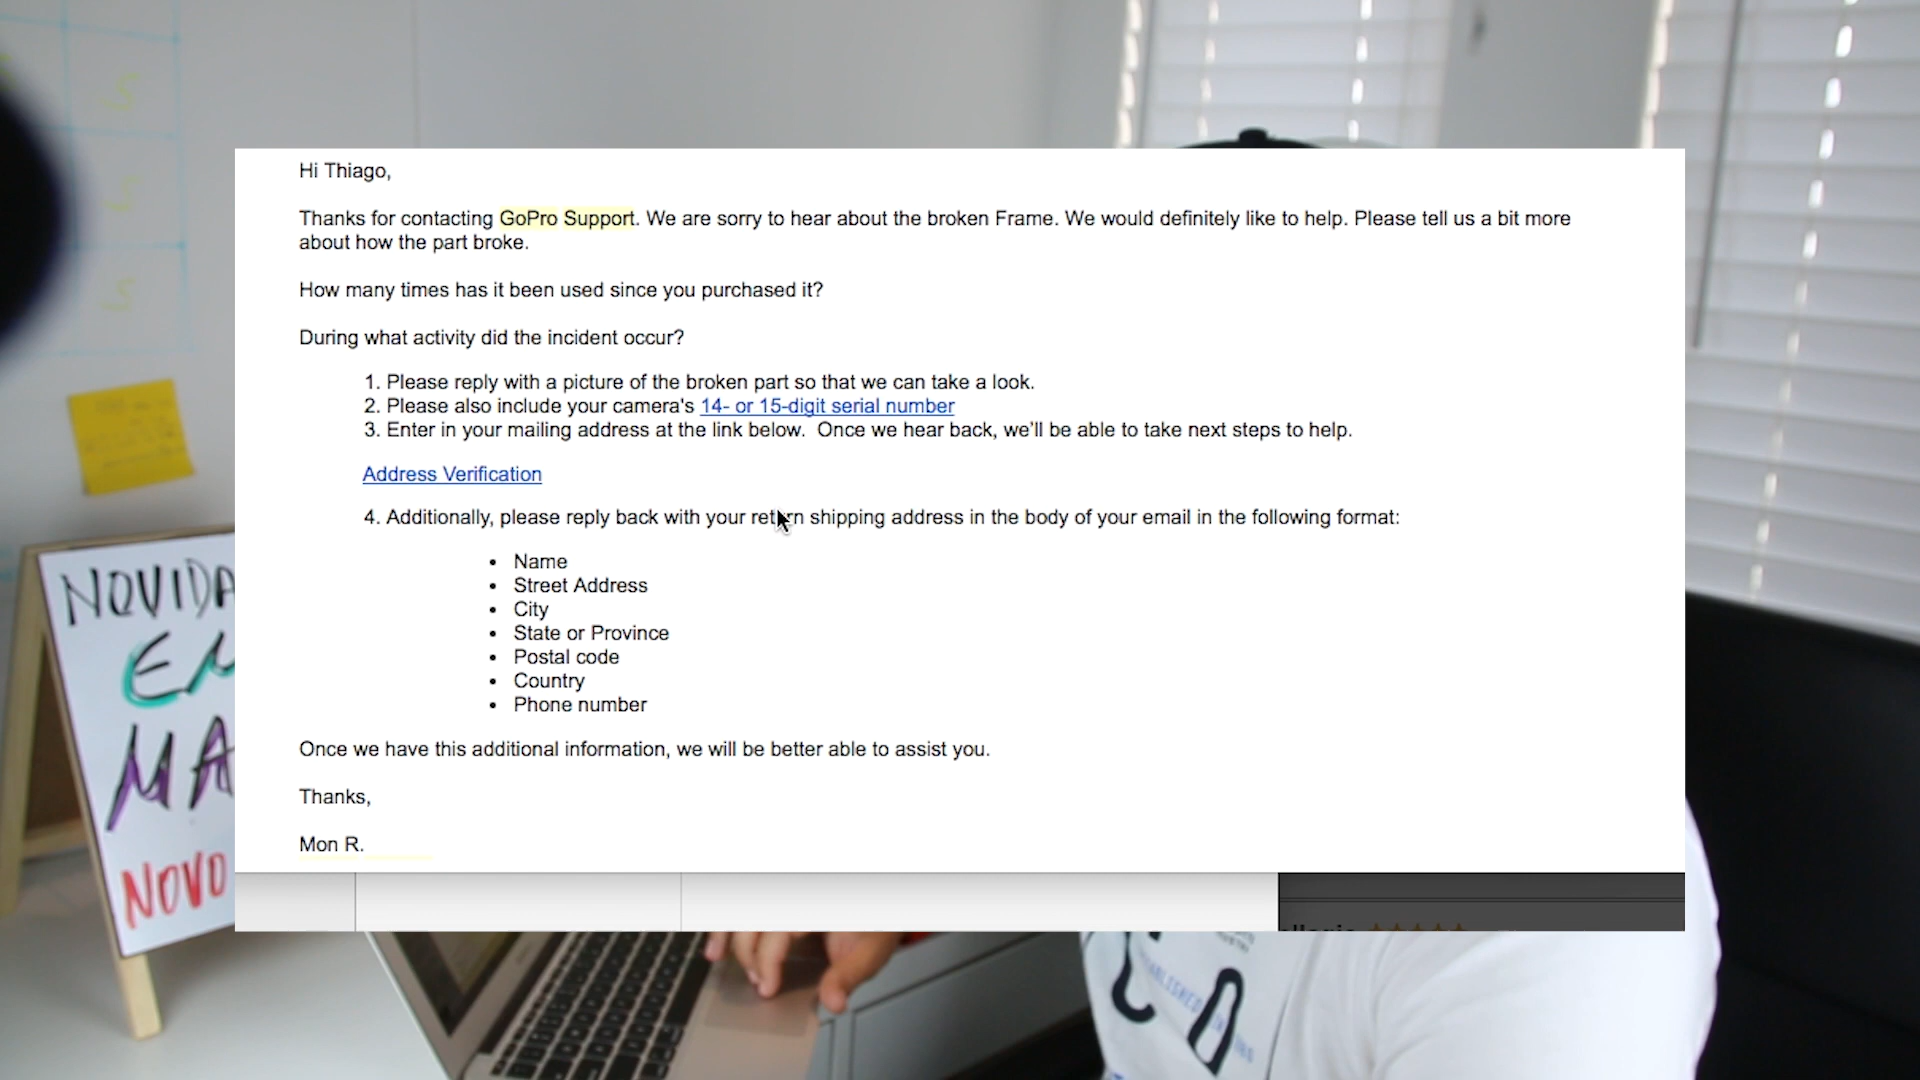 Hi Thiago,
Thanks for contacting GoPro Support. We are sorry to hear about the broken Frame. We would definitely like to help. Please tell us a bit more
about how the part broke.
How many times has it been used since you purchased it?
During what activity did the incident occur?
1. Please reply with a picture of the broken part so that we can take a look.
2. Please also include your camera's 14- or 15-digit serial number
3. Enter in your mailing address at the link below.  Once we hear back, we'll be able to take next steps to help.
Address Verification
4. Additionally, please reply back with your return shipping address in the body of your email in the following format:
• Name
• Street Address
• City
• State or Province
• Postal code
• Country
• Phone number
Once we have this additional information, we will be better able to assist you.
Thanks,
Mon R.
NOVIDA
EM
MA
NOVO